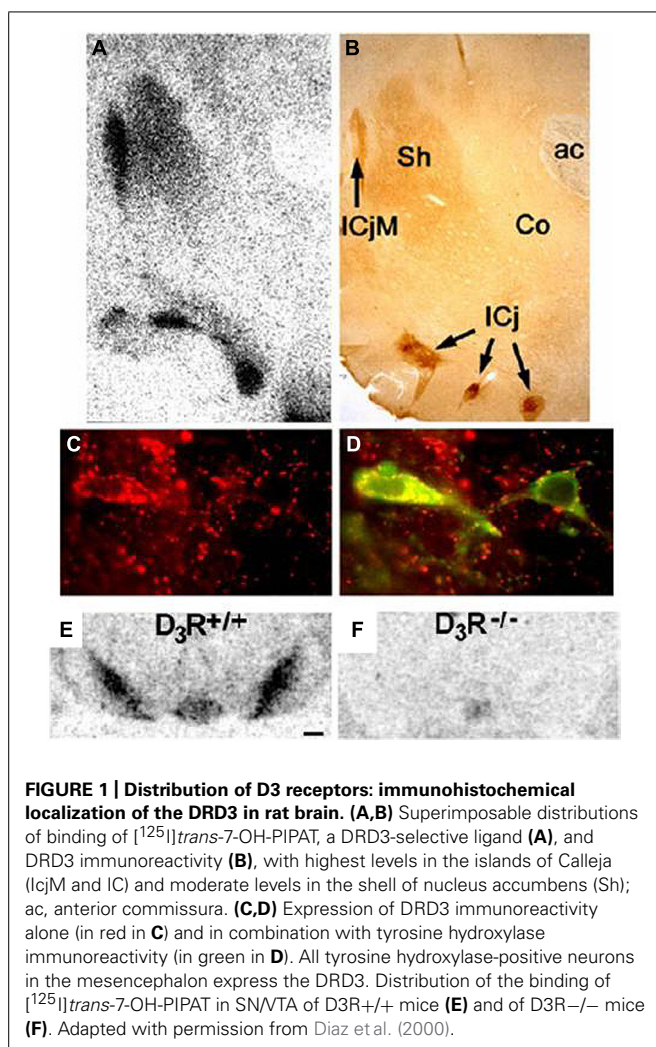 A
B
Sh
ac
ICjM
Co
ICj
C
D
E
D3R+/+
F
D3R-/-
FIGURE 1 | Distribution of D3 receptors: immunohistochemical
localization of the DRD3 in rat brain. (A,B) Superimposable distributions
of binding of [125I]trans-7-OH-PIPAT, a DRD3-selective ligand (A), and
DRD3 immunoreactivity (B), with highest levels in the islands of Calleja
(IcjM and IC) and moderate levels in the shell of nucleus accumbens (Sh);
ac, anterior commissura. (C,D) Expression of DRD3 immunoreactivity
alone (in red in C) and in combination with tyrosine hydroxylase
immunoreactivity (in green in D). All tyrosine hydroxylase-positive neurons
in the mesencephalon express the DRD3. Distribution of the binding of
[125I]trans-7-OH-PIPAT in SN/VTA of D3R+/+ mice (E) and of D3R−/− mice
(F). Adapted with permission from Diaz et al. (2000).